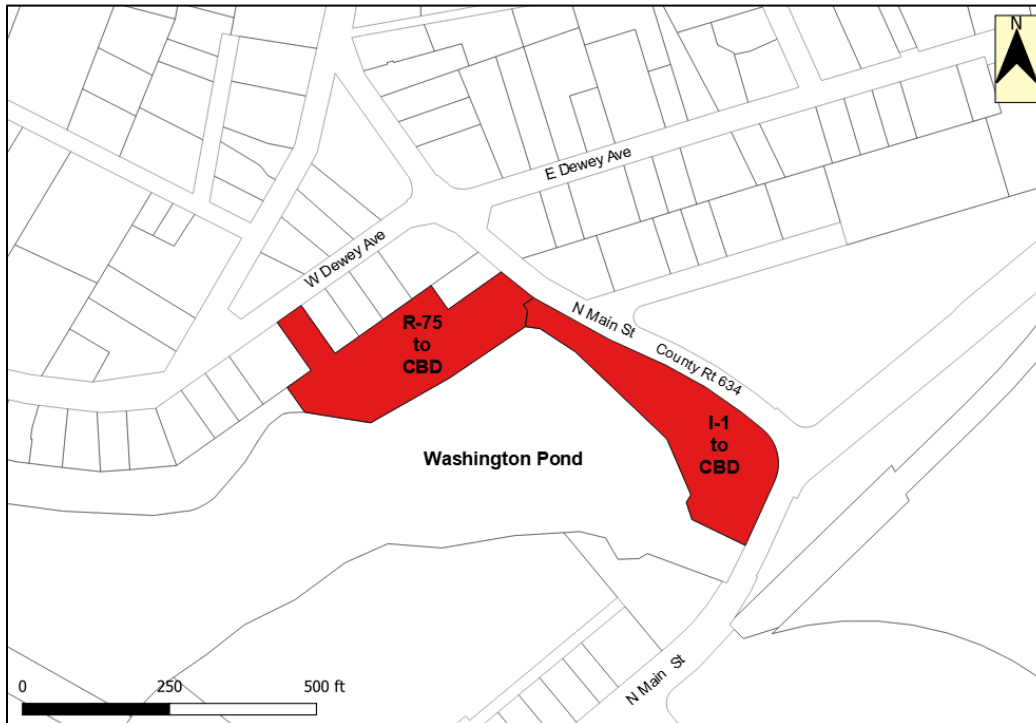 N
E Dewey Ave
W Dewey Ave
R-75
to
CBD
N Main St
County Rt 634
I-1
to
CBD
Washington Pond
N Main St
0 250 500 ft